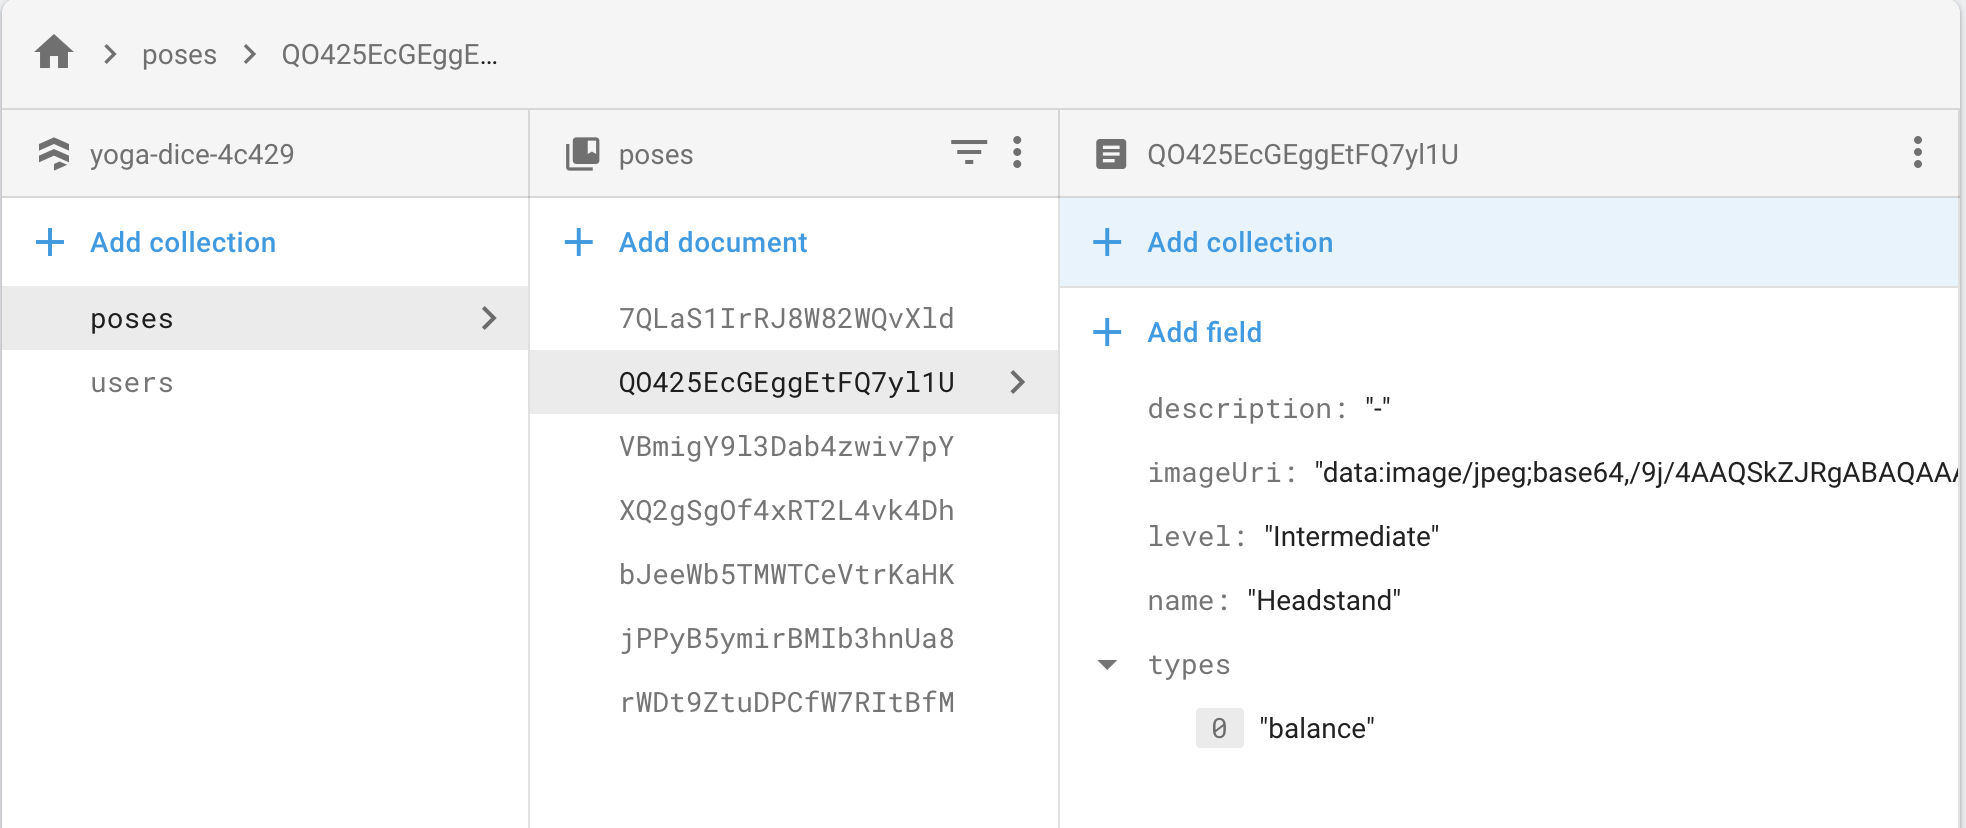 poses
QO425EcGEggE...
yoga-dice-4c429
Add collection
poses
users
poses
Add document
7QLaS1IrRJ8W82WQvXld
QO425EcGEggEtFQ7yl1U
VBmigY9l3Dab4zwiv7pY
XQ2gSgOf4xRT2L4vk4Dh
bJeeWb5TMWTCeVtrKaHK
jPPyB5ymirBMIb3hnUa8
rWDt9ZtuDPCfW7RItBfM
QO425EcGEggEtFQ7yl1U
Add collection
Add field
description: "-"
imageUri: "data:image/jpeg;base64,/9j/4AAQSkZJRgABAQAAA
level: "Intermediate"
name: "Headstand"
types
0 "balance"